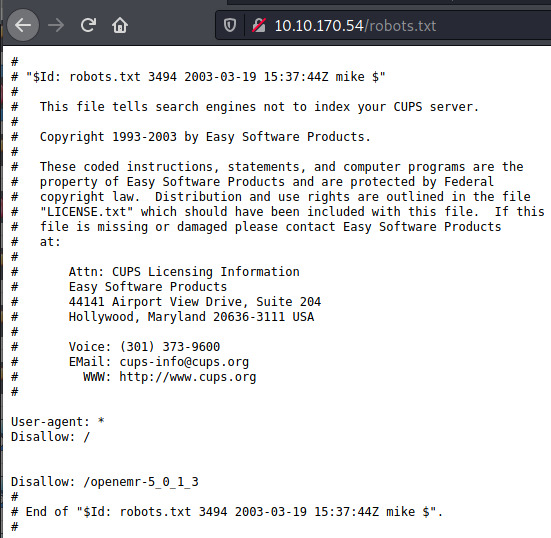 10.10.170.54/robots.txt
#
# "$Id: robots.txt 3494 2003-03-19 15:37:44Z mike $"
#
#   This file tells search engines not to index your CUPS server.
#
#   Copyright 1993-2003 by Easy Software Products.
#
#   These coded instructions, statements, and computer programs are the
#   property of Easy Software Products and are protected by Federal
#   copyright law.  Distribution and use rights are outlined in the file
#   "LICENSE.txt" which should have been included with this file.  If this
#   file is missing or damaged please contact Easy Software Products
#   at:
#
#       Attn: CUPS Licensing Information
#       Easy Software Products
#       44141 Airport View Drive, Suite 204
#       Hollywood, Maryland 20636-3111 USA
#
#       Voice: (301) 373-9600
#       EMail: cups-info@cups.org
#         WWW: http://www.cups.org
#
User-agent: *
Disallow: /
Disallow: /openemr-5_0_1_3
#
# End of "$Id: robots.txt 3494 2003-03-19 15:37:44Z mike $".
#